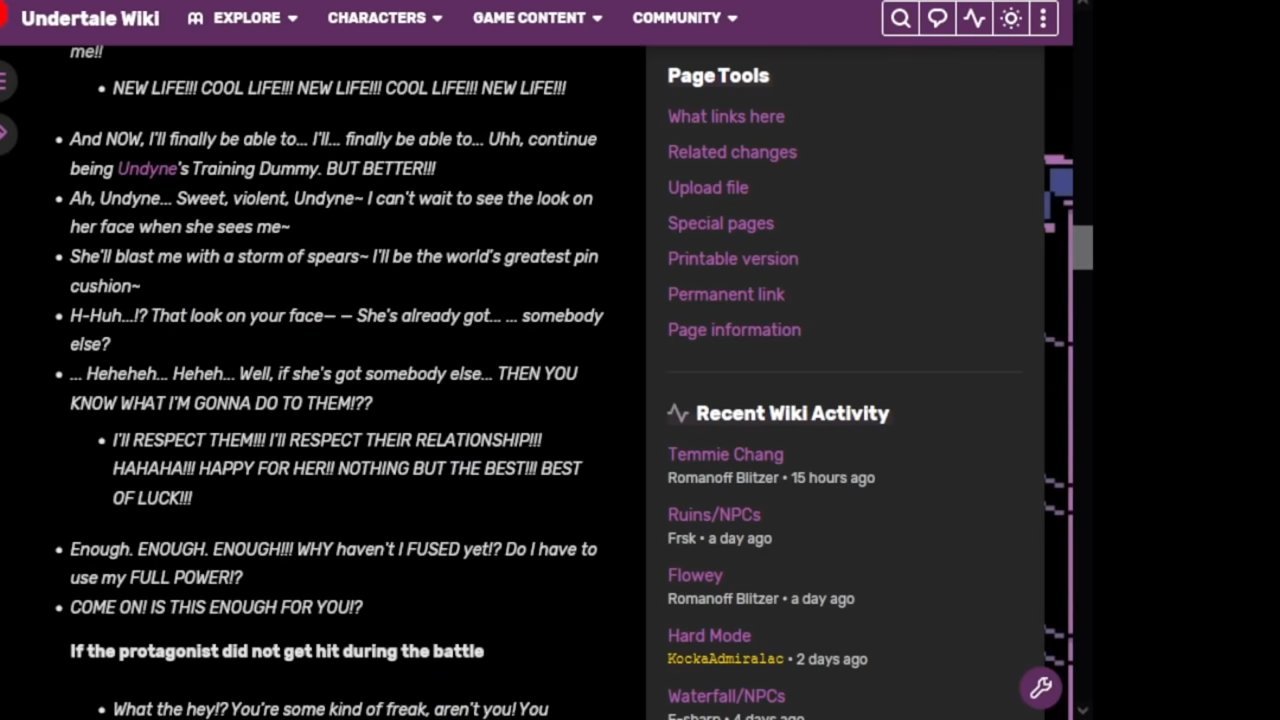 Undertale Wiki EXPLORE CHARACTERS GAME CONTENT COMMUNITY
me!!
• NEW LIFE!!! COOL LIFE!!! NEW LIFE!!! COOL LIFE!!! NEW LIFE!!!
• And NOW, I'll finally be able to... I'll... finally be able to... Uhh, continue
being Undyne's Training Dummy. BUT BETTER!!!
• Ah, Undyne... Sweet, violent, Undyne~ I can't wait to see the look on
her face when she sees me~
• She'll blast me with a storm of spears~ I'll be the world's greatest pin
cushion~
• H-Huh...!? That look on your face— — She's already got... ... somebody
else?
• ... Heheheh... Heheh... Well, if she's got somebody else... THEN YOU
KNOW WHAT I'M GONNA DO TO THEM!??
• I'll RESPECT THEM!!! I'll RESPECT THEIR RELATIONSHIP!!!
HAHAHA!!! HAPPY FOR HER!! NOTHING BUT THE BEST!!! BEST
OF LUCK!!!
• Enough. ENOUGH. ENOUGH!!! WHY haven't I FUSED yet!? Do I have to
use my FULL POWER!?
• COME ON! IS THIS ENOUGH FOR YOU!?
If the protagonist did not get hit during the battle
• What the hey!? You're some kind of freak, aren't you! You
Page Tools
What links here
Related changes
Upload file
Special pages
Printable version
Permanent link
Page information
Recent Wiki Activity
Temmie Chang
Romanoff Blitzer • 15 hours ago
Ruins/NPCs
Frsk • a day ago
Flowey
Romanoff Blitzer • a day ago
Hard Mode
KockaAdmiralac • 2 days ago
Waterfall/NPCs
F-sharp • 4 days ago